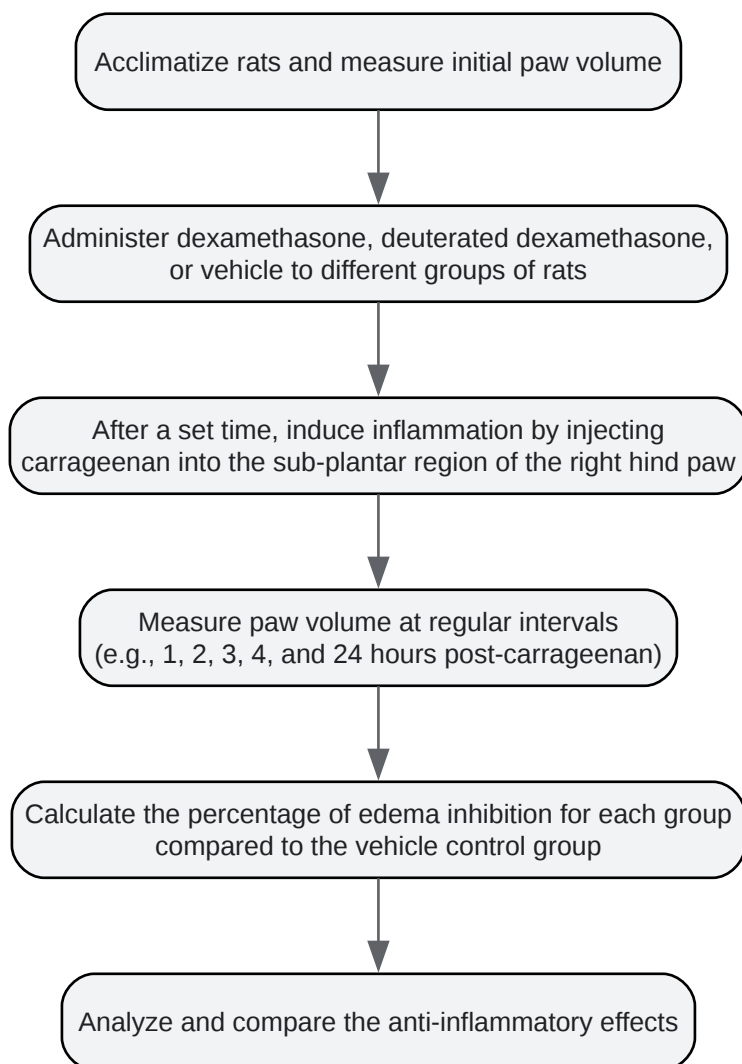 Acclimatize rats and measure initial paw volume
Administer dexamethasone, deuterated dexamethasone,
or vehicle to different groups of rats
After a set time, induce inflammation by injecting
carrageenan into the sub-plantar region of the right hind paw
Measure paw volume at regular intervals
(e.g., 1, 2, 3, 4, and 24 hours post-carrageenan)
Calculate the percentage of edema inhibition for each group
compared to the vehicle control group
Analyze and compare the anti-inflammatory effects